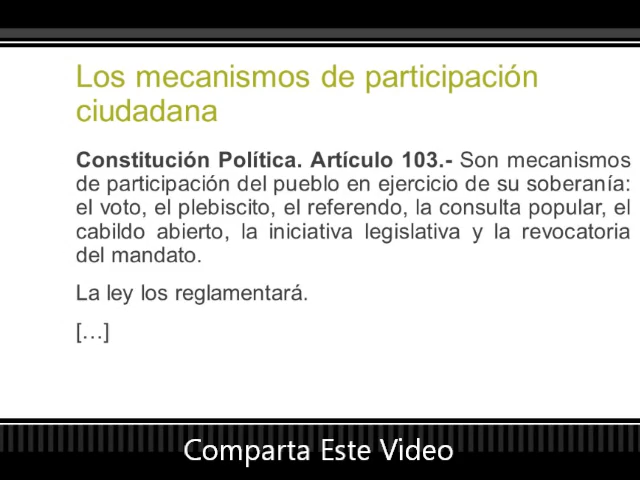 Los mecanismos de participación
ciudadana
Constitución Política. Artículo 103.- Son mecanismos
de participación del pueblo en ejercicio de su soberanía:
el voto, el plebiscito, el referendo, la consulta popular, el
cabildo abierto, la iniciativa legislativa y la revocatoria
del mandato.
La ley los reglamentará.
[…]
Comparta Este Video